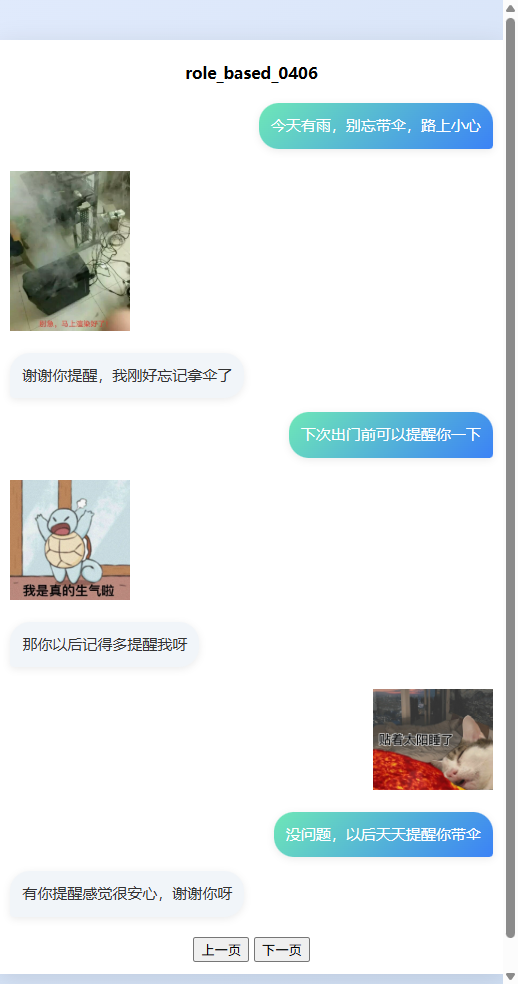 role_based_0406
今天有雨，别忘带伞，路上小心
别急，马上渲染好了
谢谢你提醒，我刚好忘记拿伞了
下次出门前可以提醒你一下
我是真的生气啦
那你以后记得多提醒我呀
贴着太阳睡了
没问题，以后天天提醒你带伞
有你提醒感觉很安心，谢谢你呀
上一页 下一页